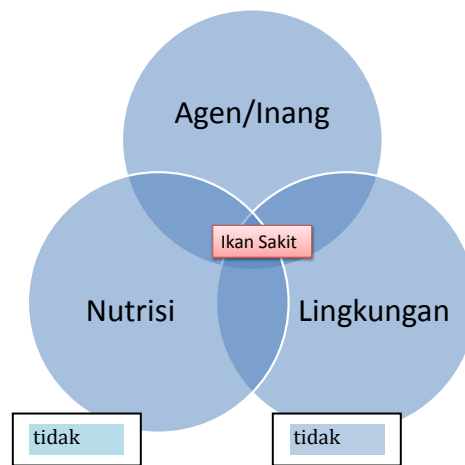 Agen/Inang
Ikan Sakit
Nutrisi
Lingkungan
tidak
tidak